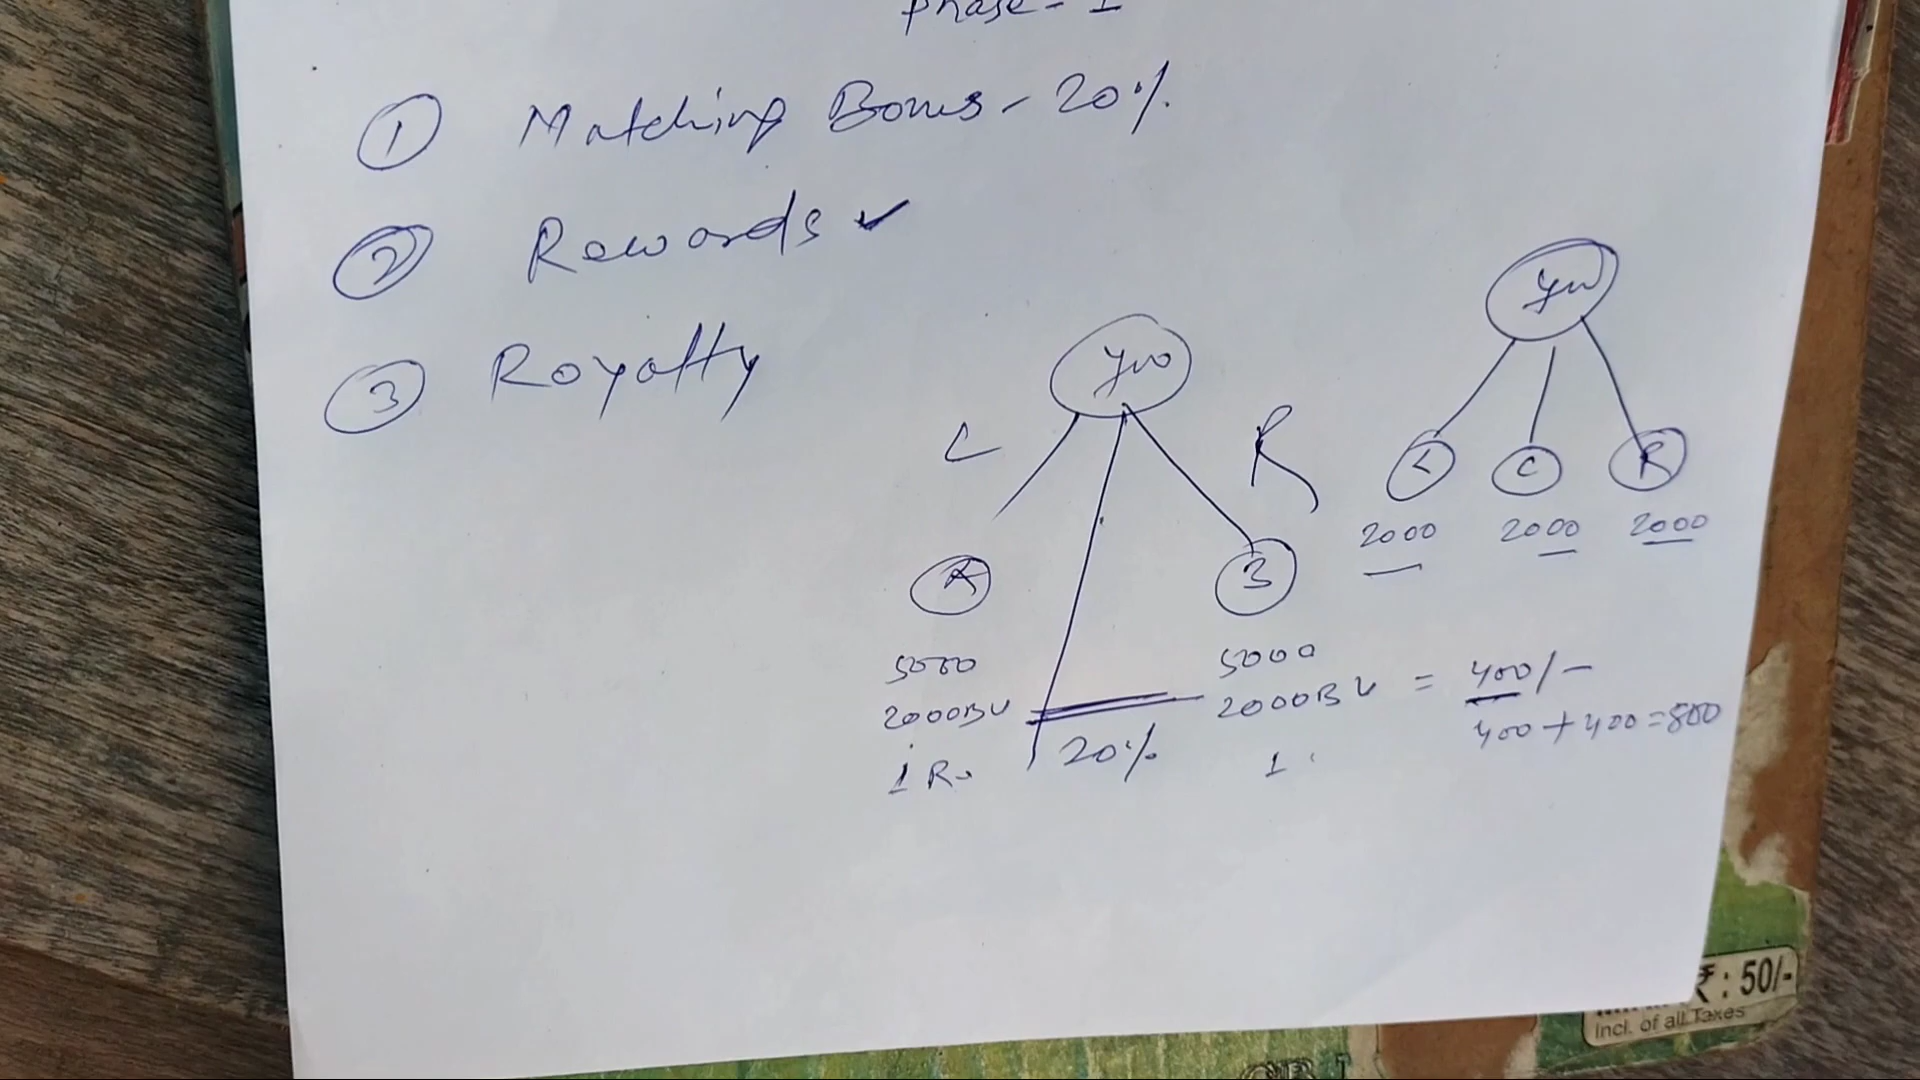 Phase - I
① Matching Bonus - 20%
② Rewards ✓
③ Royalty
You
L R
A B
5000 5000
2000BV 2000BV = 400/-
20% 400 + 400 = 800
1 R. 1
You
L C R
2000 2000 2000
₹ : 50/-
Incl. of all Taxes